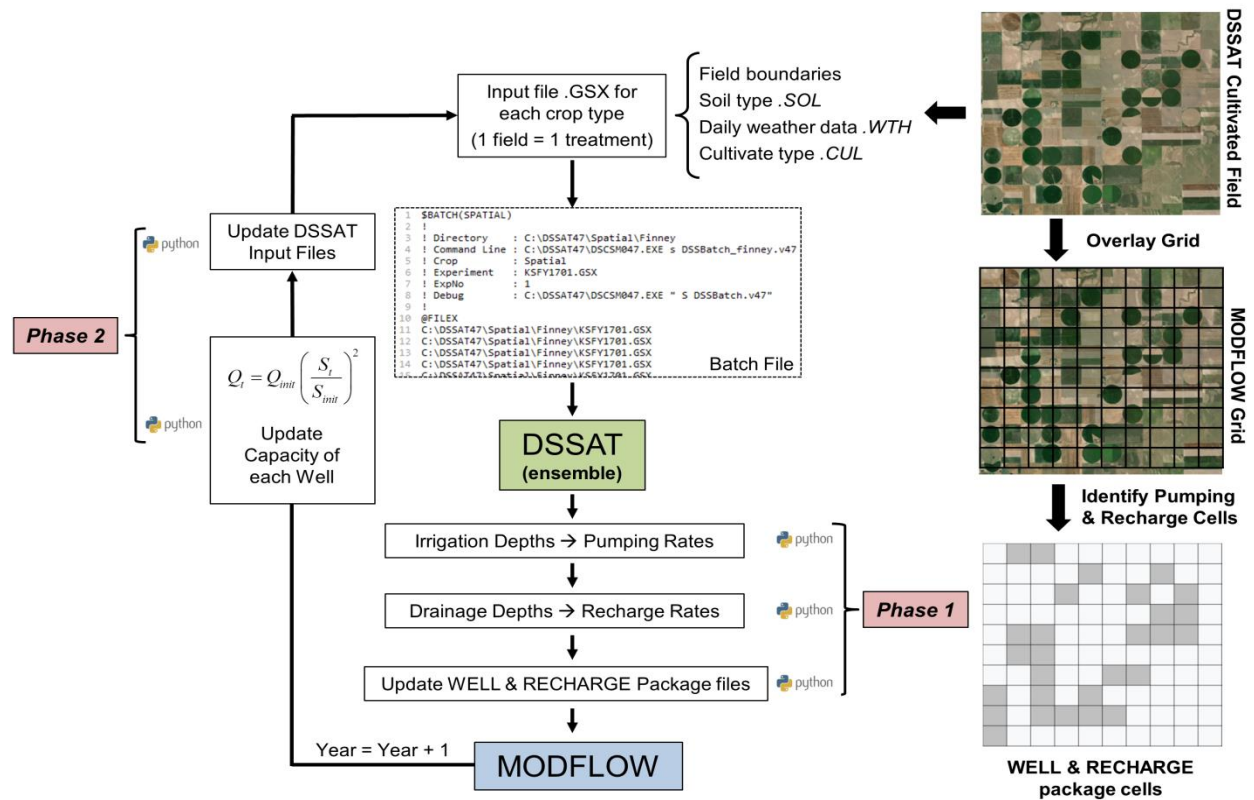 Input file .GSX for
each crop type
(1 field = 1 treatment)
Field boundaries
Soil type .SOL
Daily weather data .WTH
Cultivate type .CUL
DSSAT Cultivated Field
Overlay Grid
MODFLOW Grid
Identify Pumping
& Recharge Cells
WELL & RECHARGE
package cells
1 $BATCH(SPATIAL)
2 !
3 ! Directory : C:\DSSAT47\Spatial\Finney
4 ! Command Line : C:\DSSAT47\DSCSM047.EXE s DSSBatch_finney.v47
5 ! Crop : Spatial
6 ! Experiment : KSFY1701.GSX
7 ! ExpNo : 1
8 ! Debug : C:\DSSAT47\DSCSM047.EXE " S DSSBatch.v47"
9 !
10 @FILEX
11 C:\DSSAT47\Spatial\Finney\KSFY1701.GSX
12 C:\DSSAT47\Spatial\Finney\KSFY1701.GSX
13 C:\DSSAT47\Spatial\Finney\KSFY1701.GSX
14 C:\DSSAT47\Spatial\Finney\KSFY1701.GSX
Batch File
DSSAT
(ensemble)
Irrigation Depths → Pumping Rates
python
Drainage Depths → Recharge Rates
python
Update WELL & RECHARGE Package files
python
Phase 1
MODFLOW
Year = Year + 1
Q_t = Q_init (S_t / S_init)^2
Update
Capacity of
each Well
python
Update DSSAT
Input Files
python
Phase 2